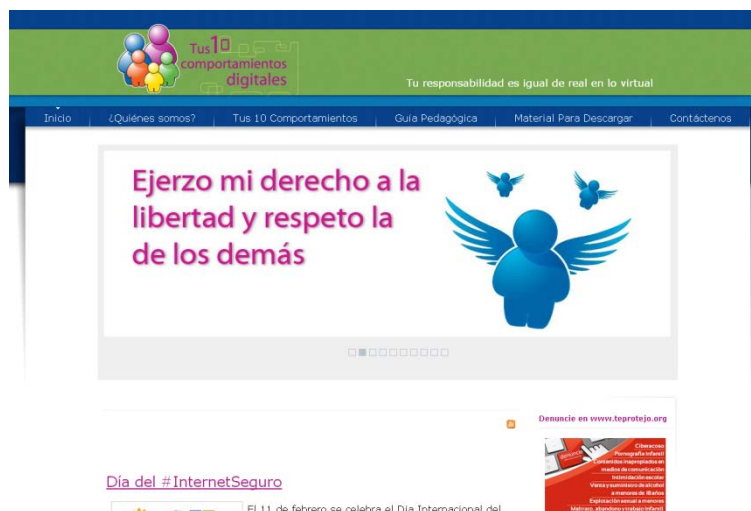 Tus 10
comportamientos
digitales
Tu responsabilidad es igual de real en lo virtual
Inicio
¿Quiénes somos?
Tus 10 Comportamientos
Guia Pedagógica
Material Para Descargar
Contáctenos
Ejerzo mi derecho a la
libertad y respeto la
de los demás
Denuncie en www.teprotejo.org
denuncie
Ciberacoso
Pornografía Infantil
Contenidos inapropiados en
medios de comunicación
Intimidación escolar
Venta y suministro de alcohol
a menores de 18 años
Explotación sexual a menores
Maltrato, abandono y trabajo Infantil
Día del #InternetSeguro
El 11 de febrero se celebra el Día Internacional del